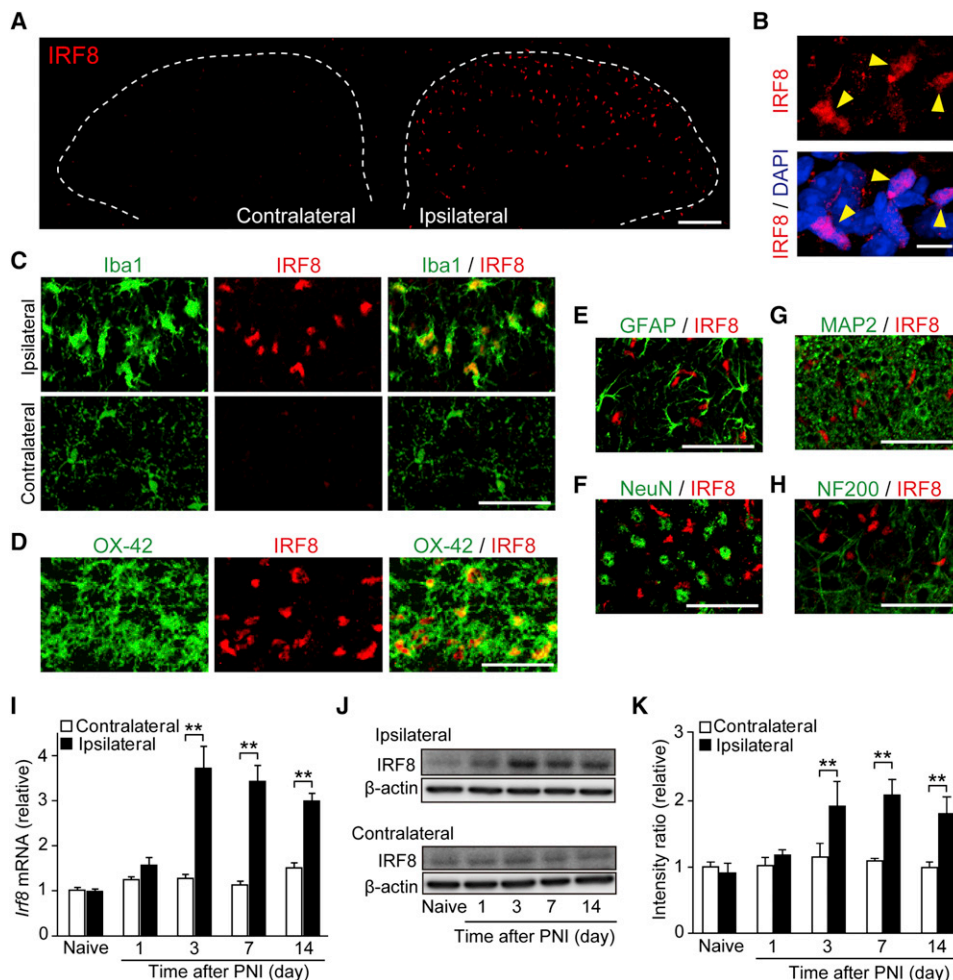 A
IRF8
Contralateral
Ipsilateral
B
IRF8
IRF8 / DAPI
C
Iba1
IRF8
Iba1 / IRF8
Ipsilateral
Contralateral
D
OX-42
IRF8
OX-42 / IRF8
E
GFAP / IRF8
F
NeuN / IRF8
G
MAP2 / IRF8
H
NF200 / IRF8
I
Contralateral
Ipsilateral
** ** **
Irf8 mRNA (relative)
4
3
2
1
0
Naive 1 3 7 14
Time after PNI (day)
J
Ipsilateral
IRF8
β-actin
Contralateral
IRF8
β-actin
Naive 1 3 7 14
Time after PNI (day)
K
Contralateral
Ipsilateral
** ** **
Intensity ratio (relative)
3
2
1
0
Naive 1 3 7 14
Time after PNI (day)